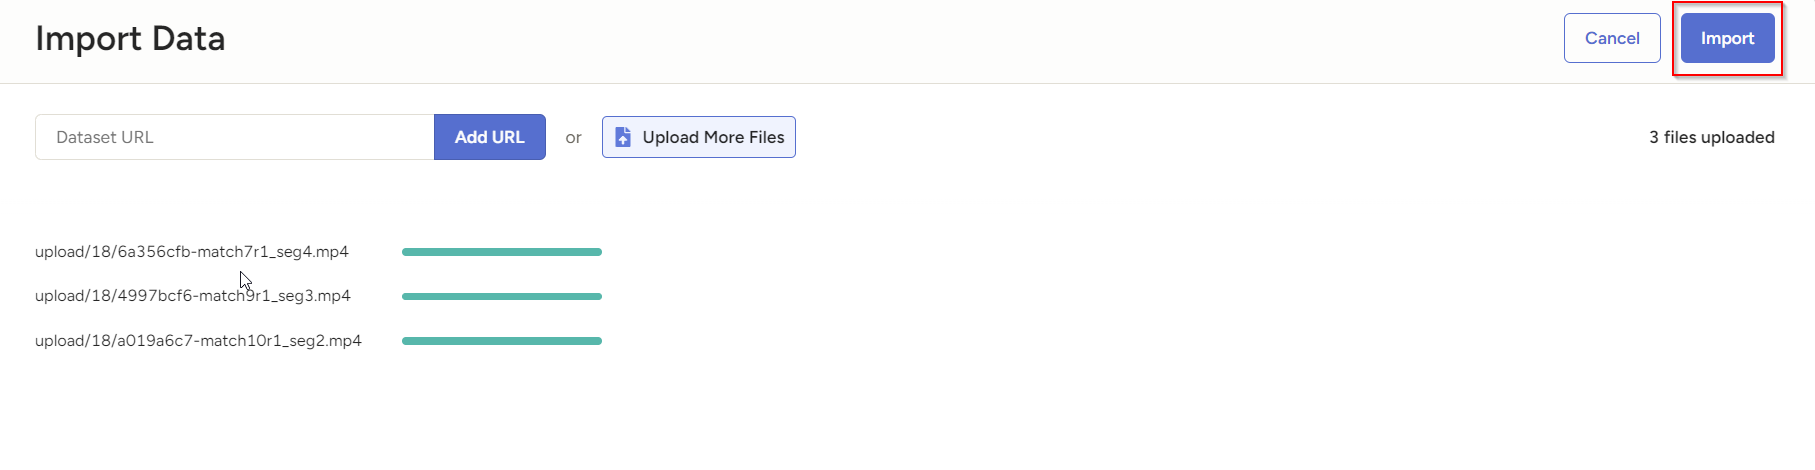 Import Data
Cancel
Import
Dataset URL
Add URL
or
Upload More Files
3 files uploaded
upload/18/6a356cfb-match7r1_seg4.mp4
upload/18/4997bcf6-match9r1_seg3.mp4
upload/18/a019a6c7-match10r1_seg2.mp4